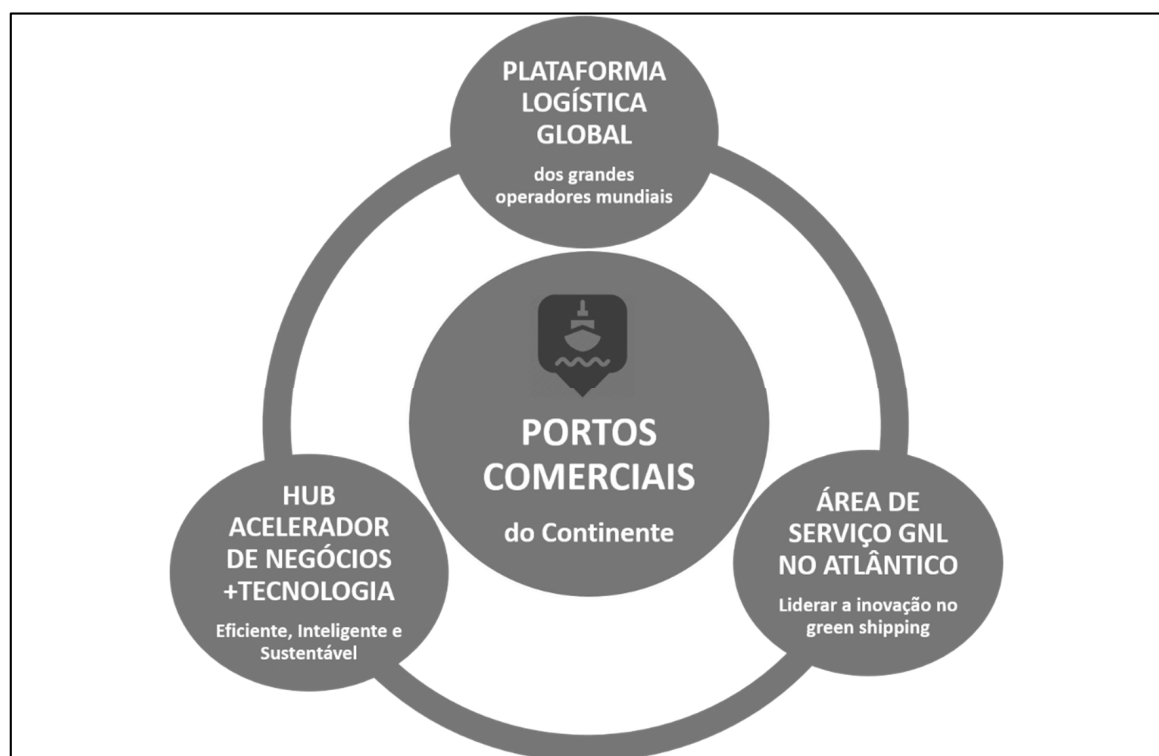 PLATAFORMA
LOGÍSTICA
GLOBAL
dos grandes
operadores mundiais
PORTOS
COMERCIAIS
do Continente
HUB
ACELERADOR
DE NEGÓCIOS
+TECNOLOGIA
Eficiente, Inteligente e
Sustentável
ÁREA DE
SERVIÇO GNL
NO ATLÂNTICO
Liderar a inovação no
green shipping